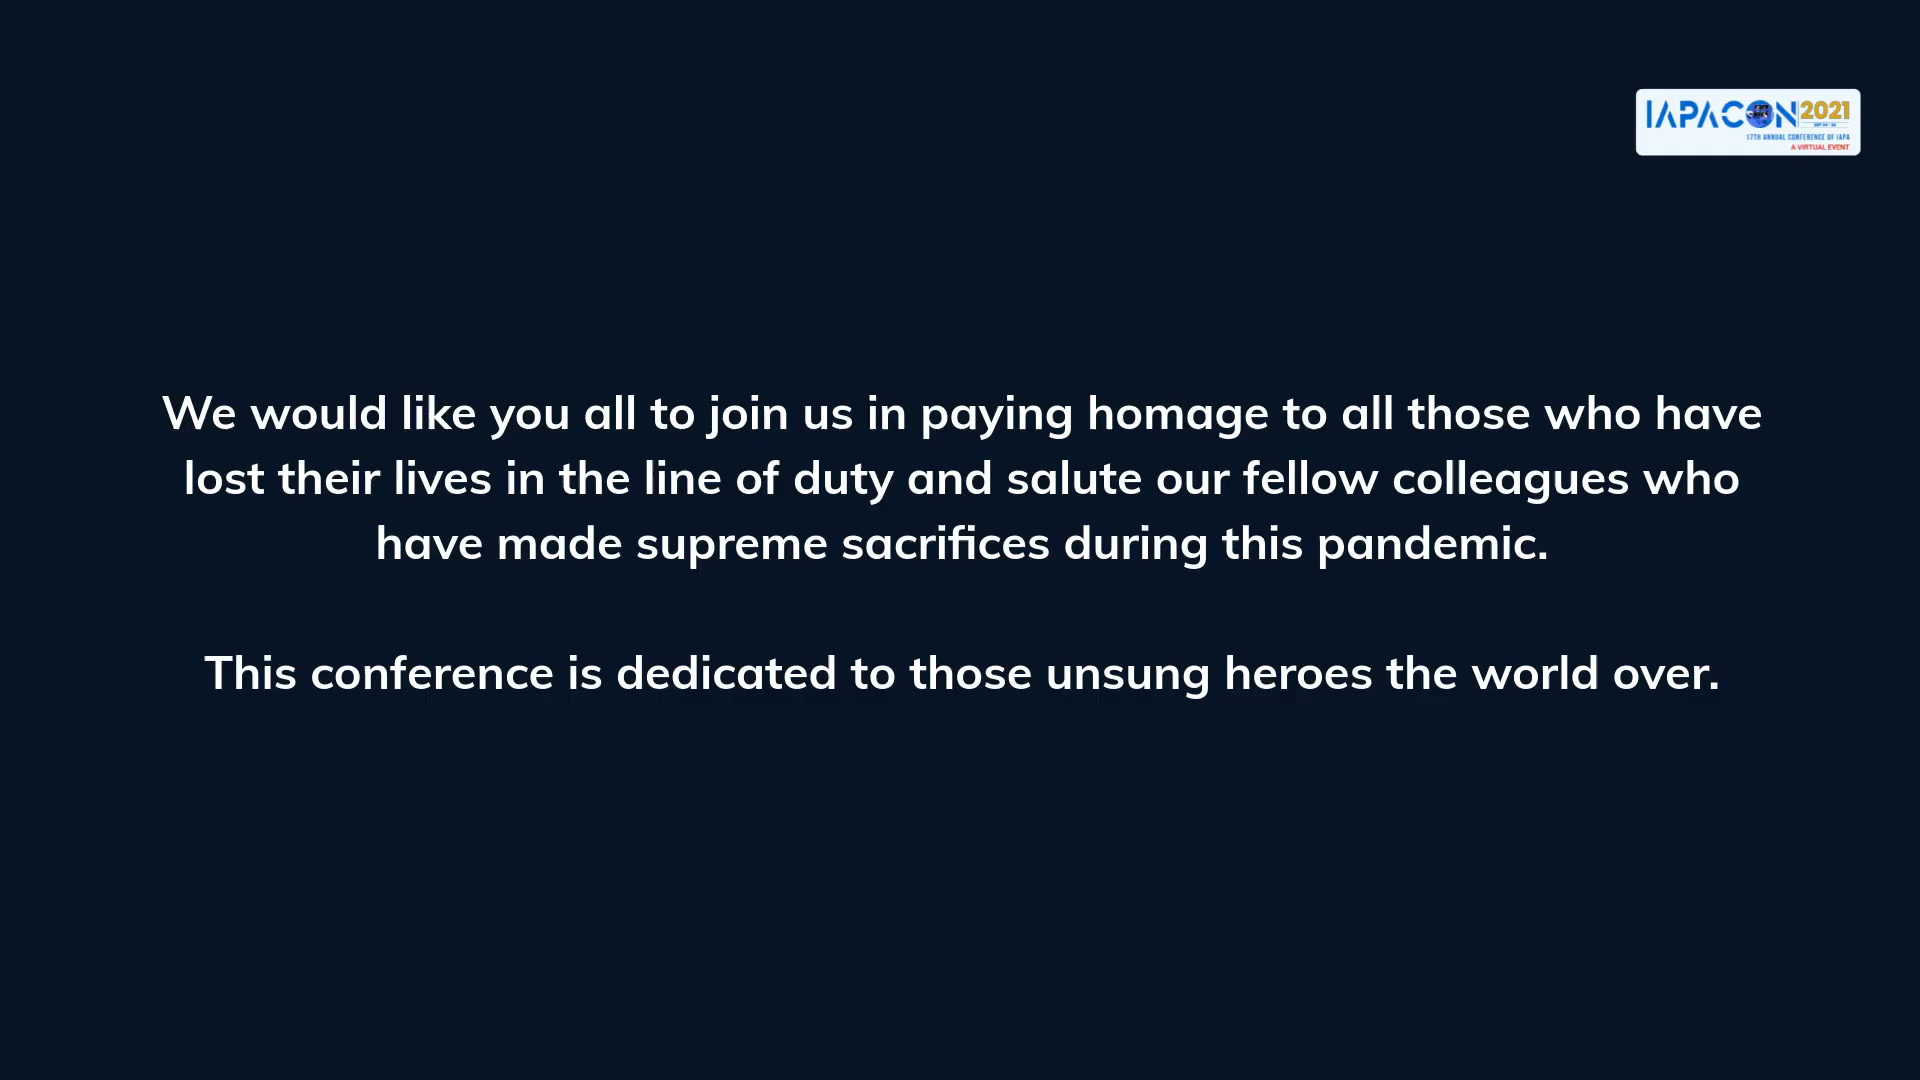 IAPACON 2021
17TH ANNUAL CONFERENCE OF IAPA
A VIRTUAL EVENT
We would like you all to join us in paying homage to all those who have
lost their lives in the line of duty and salute our fellow colleagues who
have made supreme sacrifices during this pandemic.
This conference is dedicated to those unsung heroes the world over.